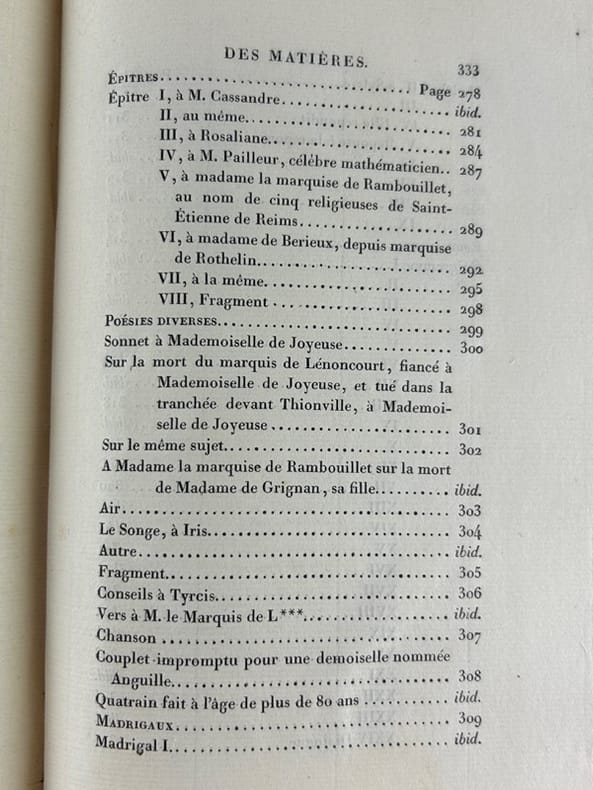 DES MATIÈRES. 333
ÉPITRES........................................ Page 278
Épitre I, à M. Cassandre........................ ibid.
II, au même.............................. 281
III, à Rosaliane.......................... 284
IV, à M. Pailleur, célèbre mathématicien.. 287
V, à madame la marquise de Rambouillet,
au nom de cinq religieuses de Saint-
Étienne de Reims..................... 289
VI, à madame de Berieux, depuis marquise
de Rothelin........................... 292
VII, à la même........................... 295
VIII, Fragment .......................... 298
POÉSIES DIVERSES................................ 299
Sonnet à Mademoiselle de Joyeuse............... 300
Sur la mort du marquis de Lénoncourt, fiancé à
Mademoiselle de Joyeuse, et tué dans la
tranchée devant Thionville, à Mademoi-
selle de Joyeuse ......................... 301
Sur le même sujet............................... 302
A Madame la marquise de Rambouillet sur la mort
de Madame de Grignan, sa fille.......... ibid.
Air............................................. 303
Le Songe, à Iris................................ 304
Autre........................................... ibid.
Fragment........................................ 305
Conseils à Tyrcis............................... 306
Vers à M. le Marquis de L***.................... ibid.
Chanson ........................................ 307
Couplet impromptu pour une demoiselle nommée
Anguille..................................... 308
Quatrain fait à l'âge de plus de 80 ans ............ ibid.
MADRIGAUX....................................... 309
Madrigal I...................................... ibid.